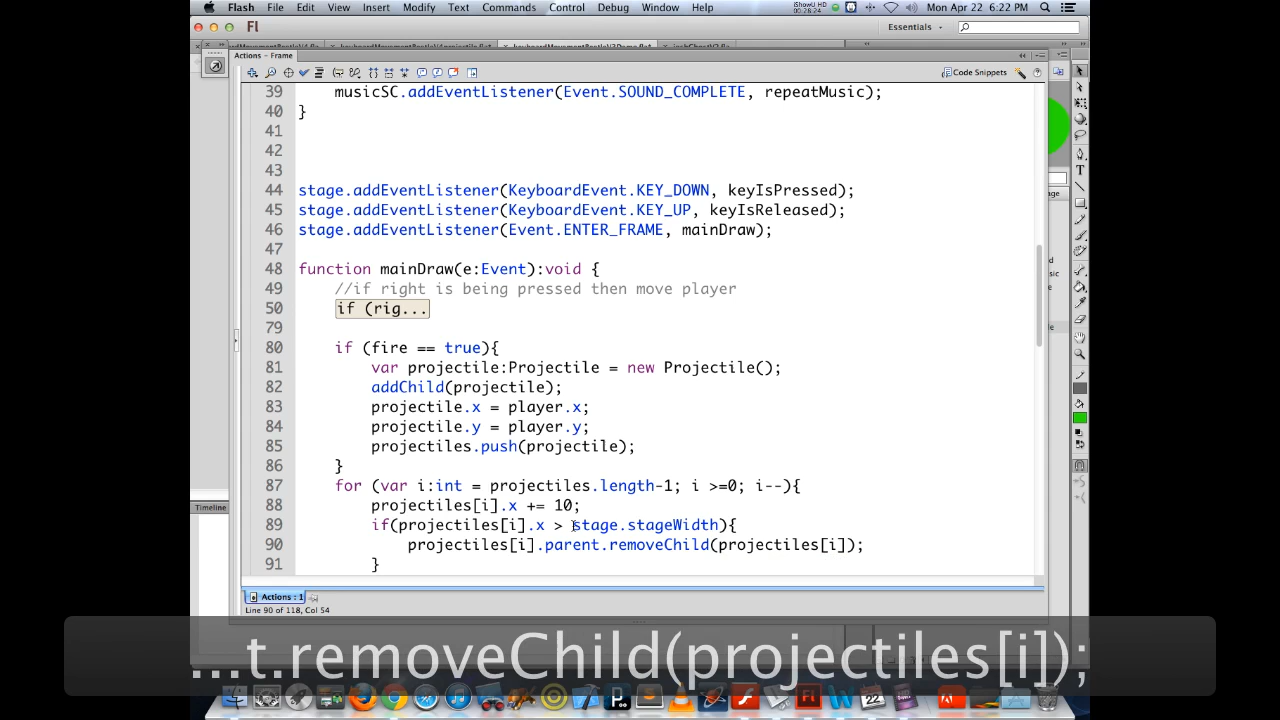 Flash File Edit View Insert Modify Text Commands Control Debug Window Help iShowU HD 00:28:24 Mon Apr 22 6:22 PM
Fl Essentials
Actions - Frame
Code Snippets
39 musicSC.addEventListener(Event.SOUND_COMPLETE, repeatMusic);
40 }
41
42
43
44 stage.addEventListener(KeyboardEvent.KEY_DOWN, keyIsPressed);
45 stage.addEventListener(KeyboardEvent.KEY_UP, keyIsReleased);
46 stage.addEventListener(Event.ENTER_FRAME, mainDraw);
47
48 function mainDraw(e:Event):void {
49 //if right is being pressed then move player
50 if (rig...
79
80 if (fire == true){
81 var projectile:Projectile = new Projectile();
82 addChild(projectile);
83 projectile.x = player.x;
84 projectile.y = player.y;
85 projectiles.push(projectile);
86 }
87 for (var i:int = projectiles.length-1; i >=0; i--){
88 projectiles[i].x += 10;
89 if(projectiles[i].x > stage.stageWidth){
90 projectiles[i].parent.removeChild(projectiles[i]);
91 }
Timeline
Actions : 1
Line 90 of 118, Col 54
...t.removeChild(projectiles[i]);